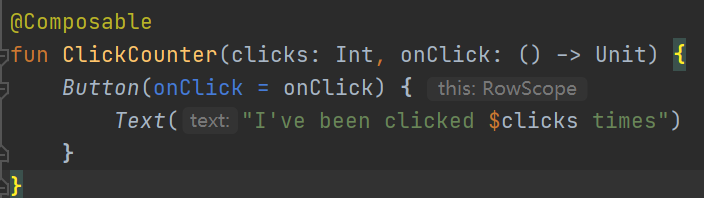 @Composable
fun ClickCounter(clicks: Int, onClick: () -> Unit) {
    Button(onClick = onClick) { this: RowScope
        Text(text: "I've been clicked $clicks times")
    }
}